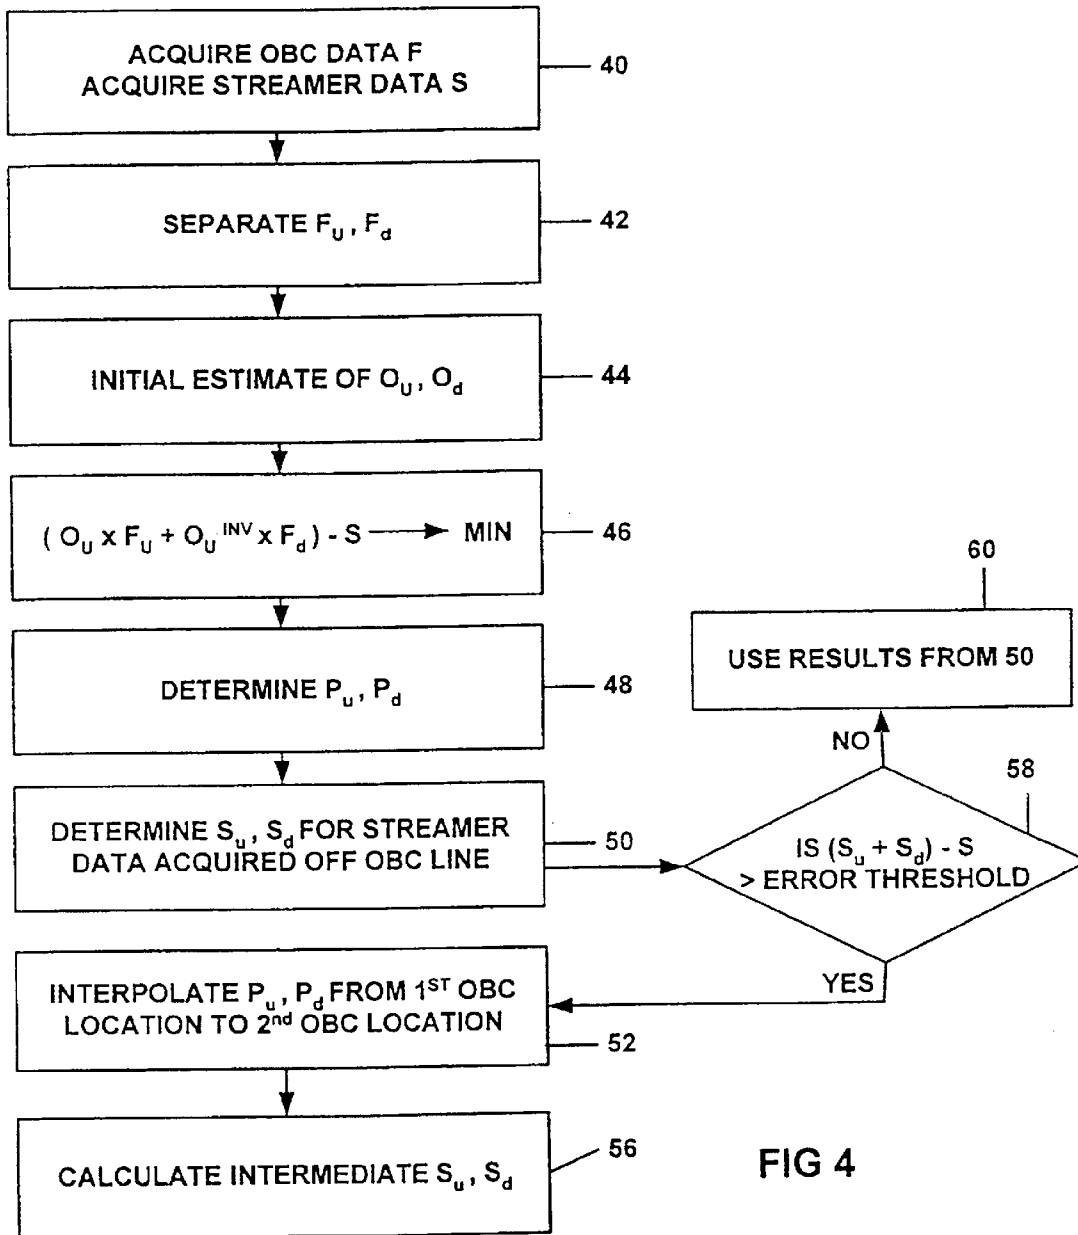 ACQUIRE OBC DATA F
ACQUIRE STREAMER DATA S
40
SEPARATE F_U, F_d
42
INITIAL ESTIMATE OF O_U, O_d
44
( O_U x F_U + O_U^INV x F_d ) - S → MIN
46
DETERMINE P_u, P_d
48
DETERMINE S_u, S_d FOR STREAMER
DATA ACQUIRED OFF OBC LINE
50
IS (S_u + S_d) - S
> ERROR THRESHOLD
58
NO
USE RESULTS FROM 50
60
YES
INTERPOLATE P_u, P_d FROM 1^ST OBC
LOCATION TO 2^nd OBC LOCATION
52
CALCULATE INTERMEDIATE S_u, S_d
56
FIG 4